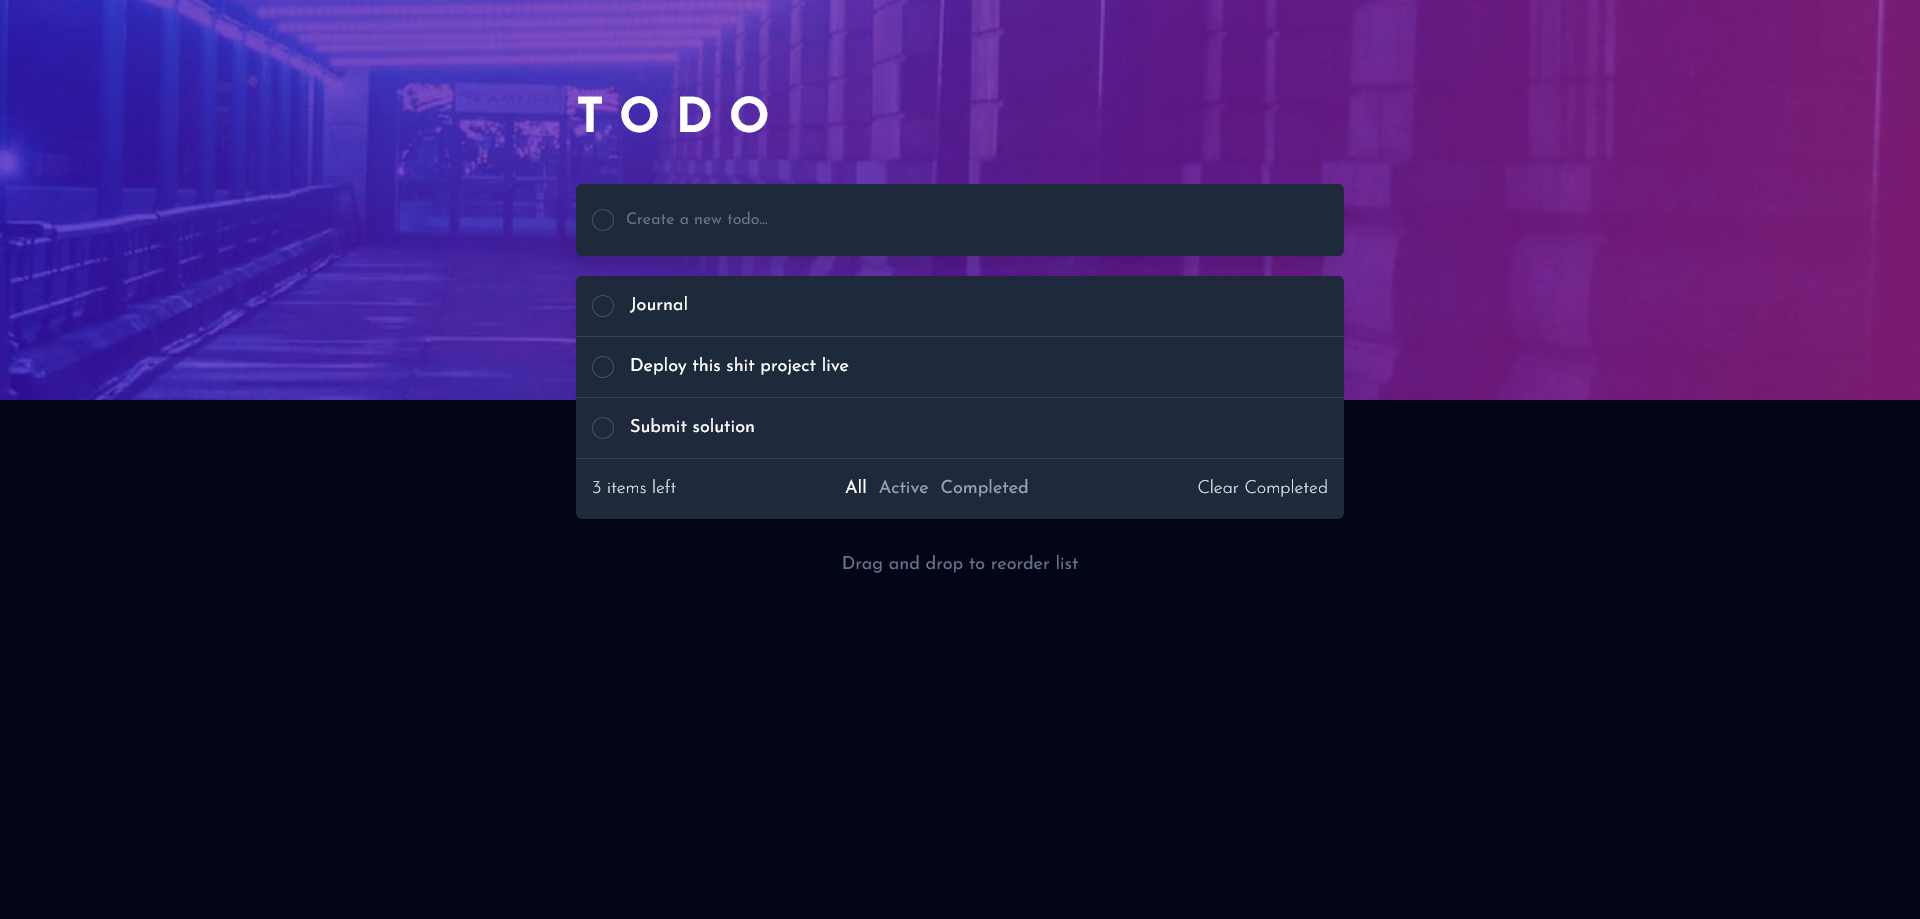 TODO
Create a new todo...
Journal
Deploy this shit project live
Submit solution
3 items left All Active Completed Clear Completed
Drag and drop to reorder list